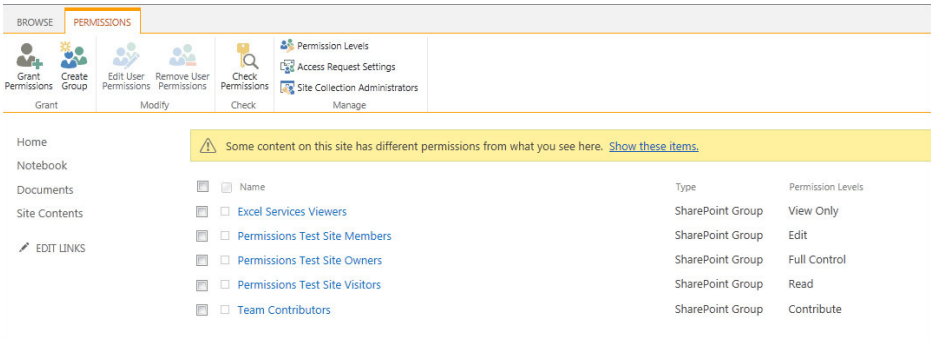 BROWSE PERMISSIONS
Grant Permissions
Create Group
Edit User Permissions
Remove User Permissions
Check Permissions
Permission Levels
Access Request Settings
Site Collection Administrators
Grant Modify Check Manage
Home
Notebook
Documents
Site Contents
EDIT LINKS
Some content on this site has different permissions from what you see here. Show these items.
Name Type Permission Levels
Excel Services Viewers SharePoint Group View Only
Permissions Test Site Members SharePoint Group Edit
Permissions Test Site Owners SharePoint Group Full Control
Permissions Test Site Visitors SharePoint Group Read
Team Contributors SharePoint Group Contribute